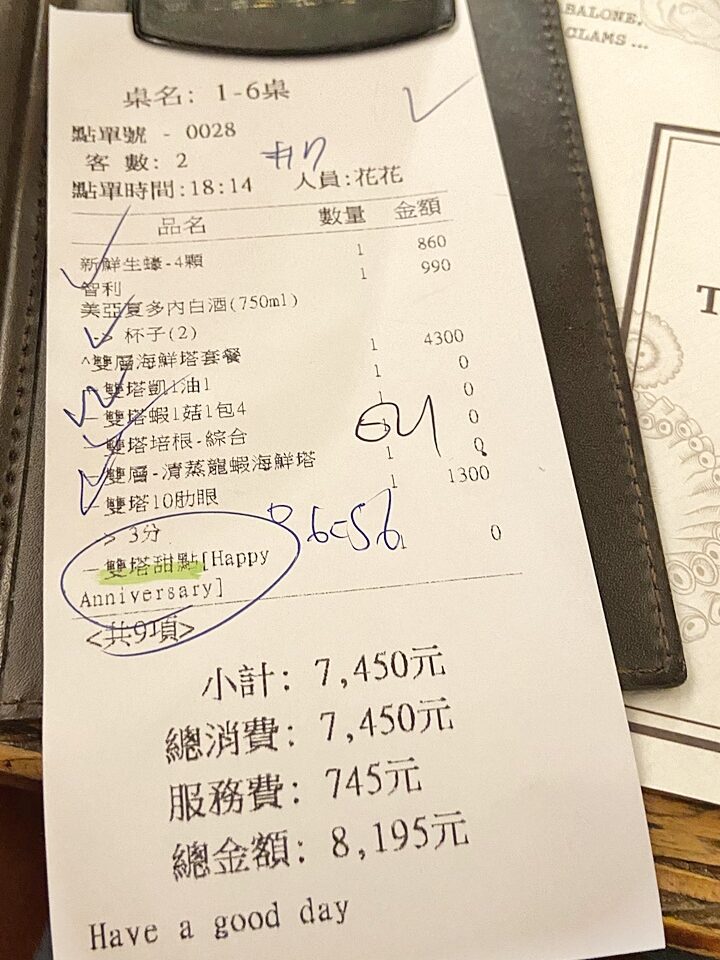 桌名: 1-6桌
點單號 - 0028
客 數: 2
#17
點單時間:18:14 人員:花花
品名 數量 金額
新鮮生蠔-4顆 1 860
智利 1 990
美亞夏多內白酒(750ml)
-> 杯子(2)
^雙層海鮮塔套餐 1 4300
－雙塔凱1油1 1 0
－雙塔蝦1菇1包4 1 0
－雙塔培根-綜合 0
－雙層-清蒸龍蝦海鮮塔 1 0
－雙塔10肋眼 1 1300
> 3分
－雙塔甜點[Happy 1 0
Anniversary]
<共9項>
小計: 7,450元
總消費: 7,450元
服務費: 745元
總金額: 8,195元
Have a good day
ABALONE.
CLAMS...
T